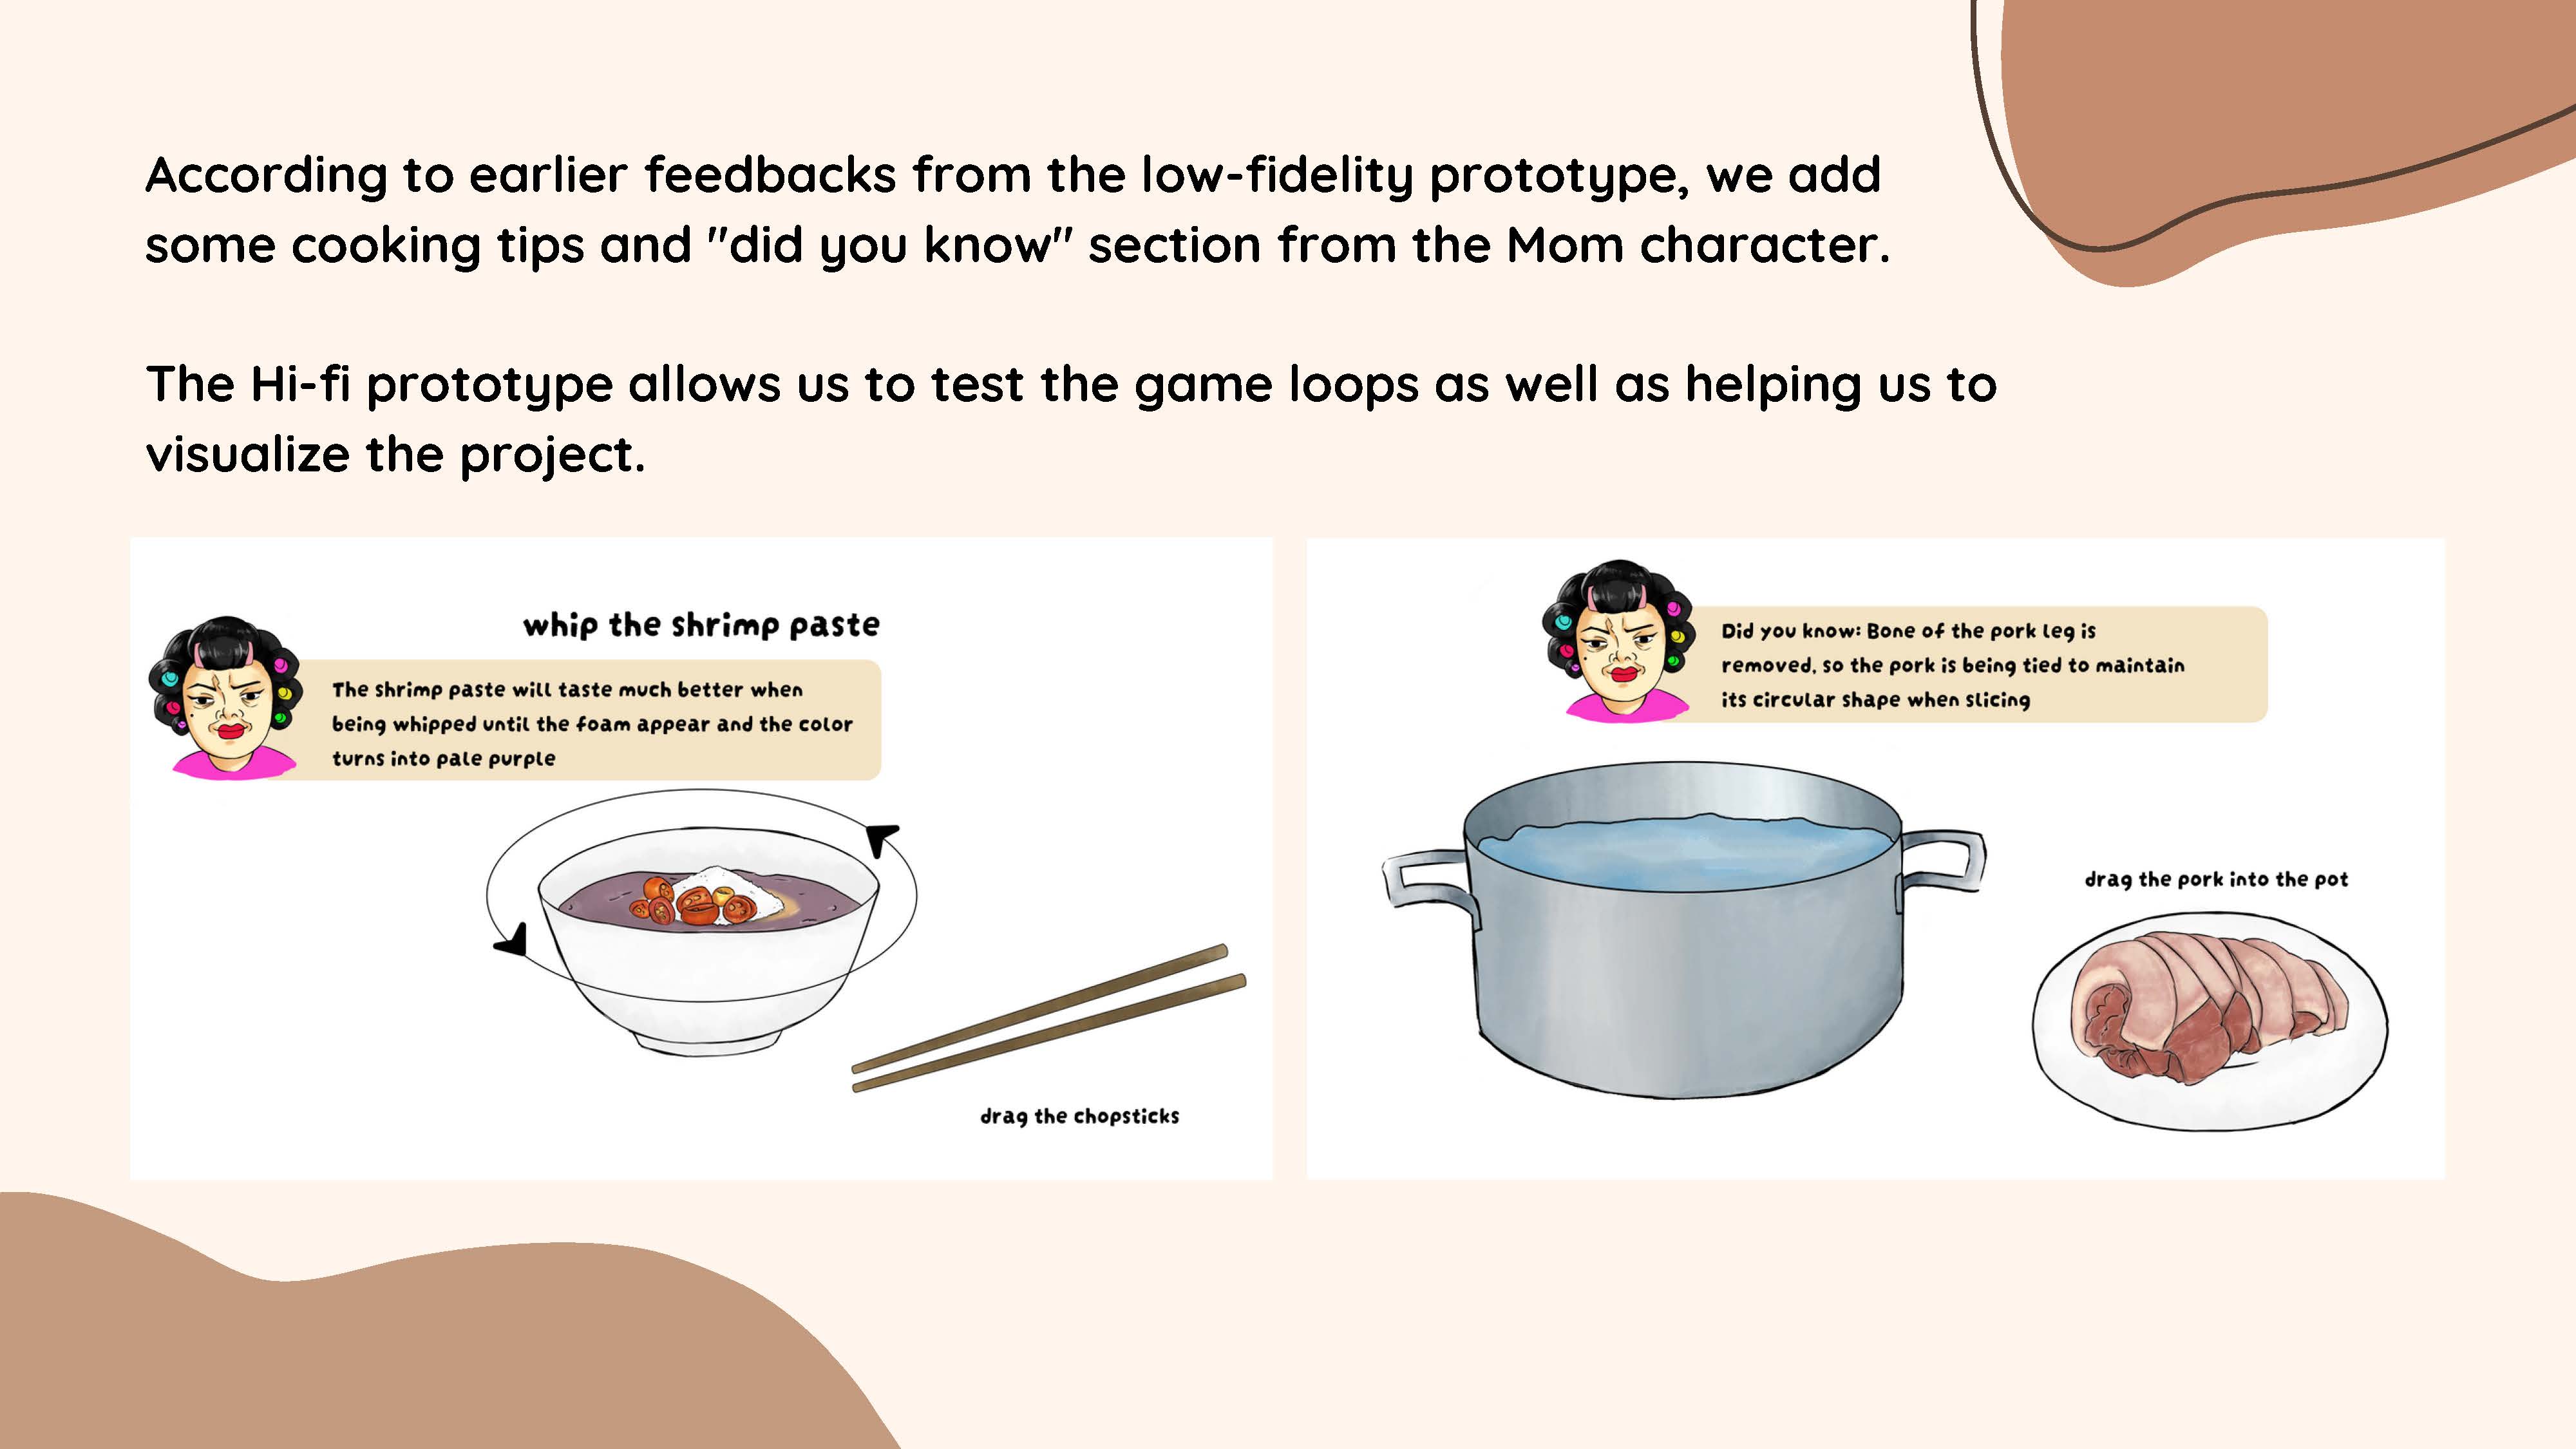 According to earlier feedbacks from the low-fidelity prototype, we add
some cooking tips and "did you know" section from the Mom character.
The Hi-fi prototype allows us to test the game loops as well as helping us to
visualize the project.
whip the shrimp paste
The shrimp paste will taste much better when
being whipped until the foam appear and the color
turns into pale purple
drag the chopsticks
Did you know: Bone of the pork leg is
removed, so the pork is being tied to maintain
its circular shape when slicing
drag the pork into the pot